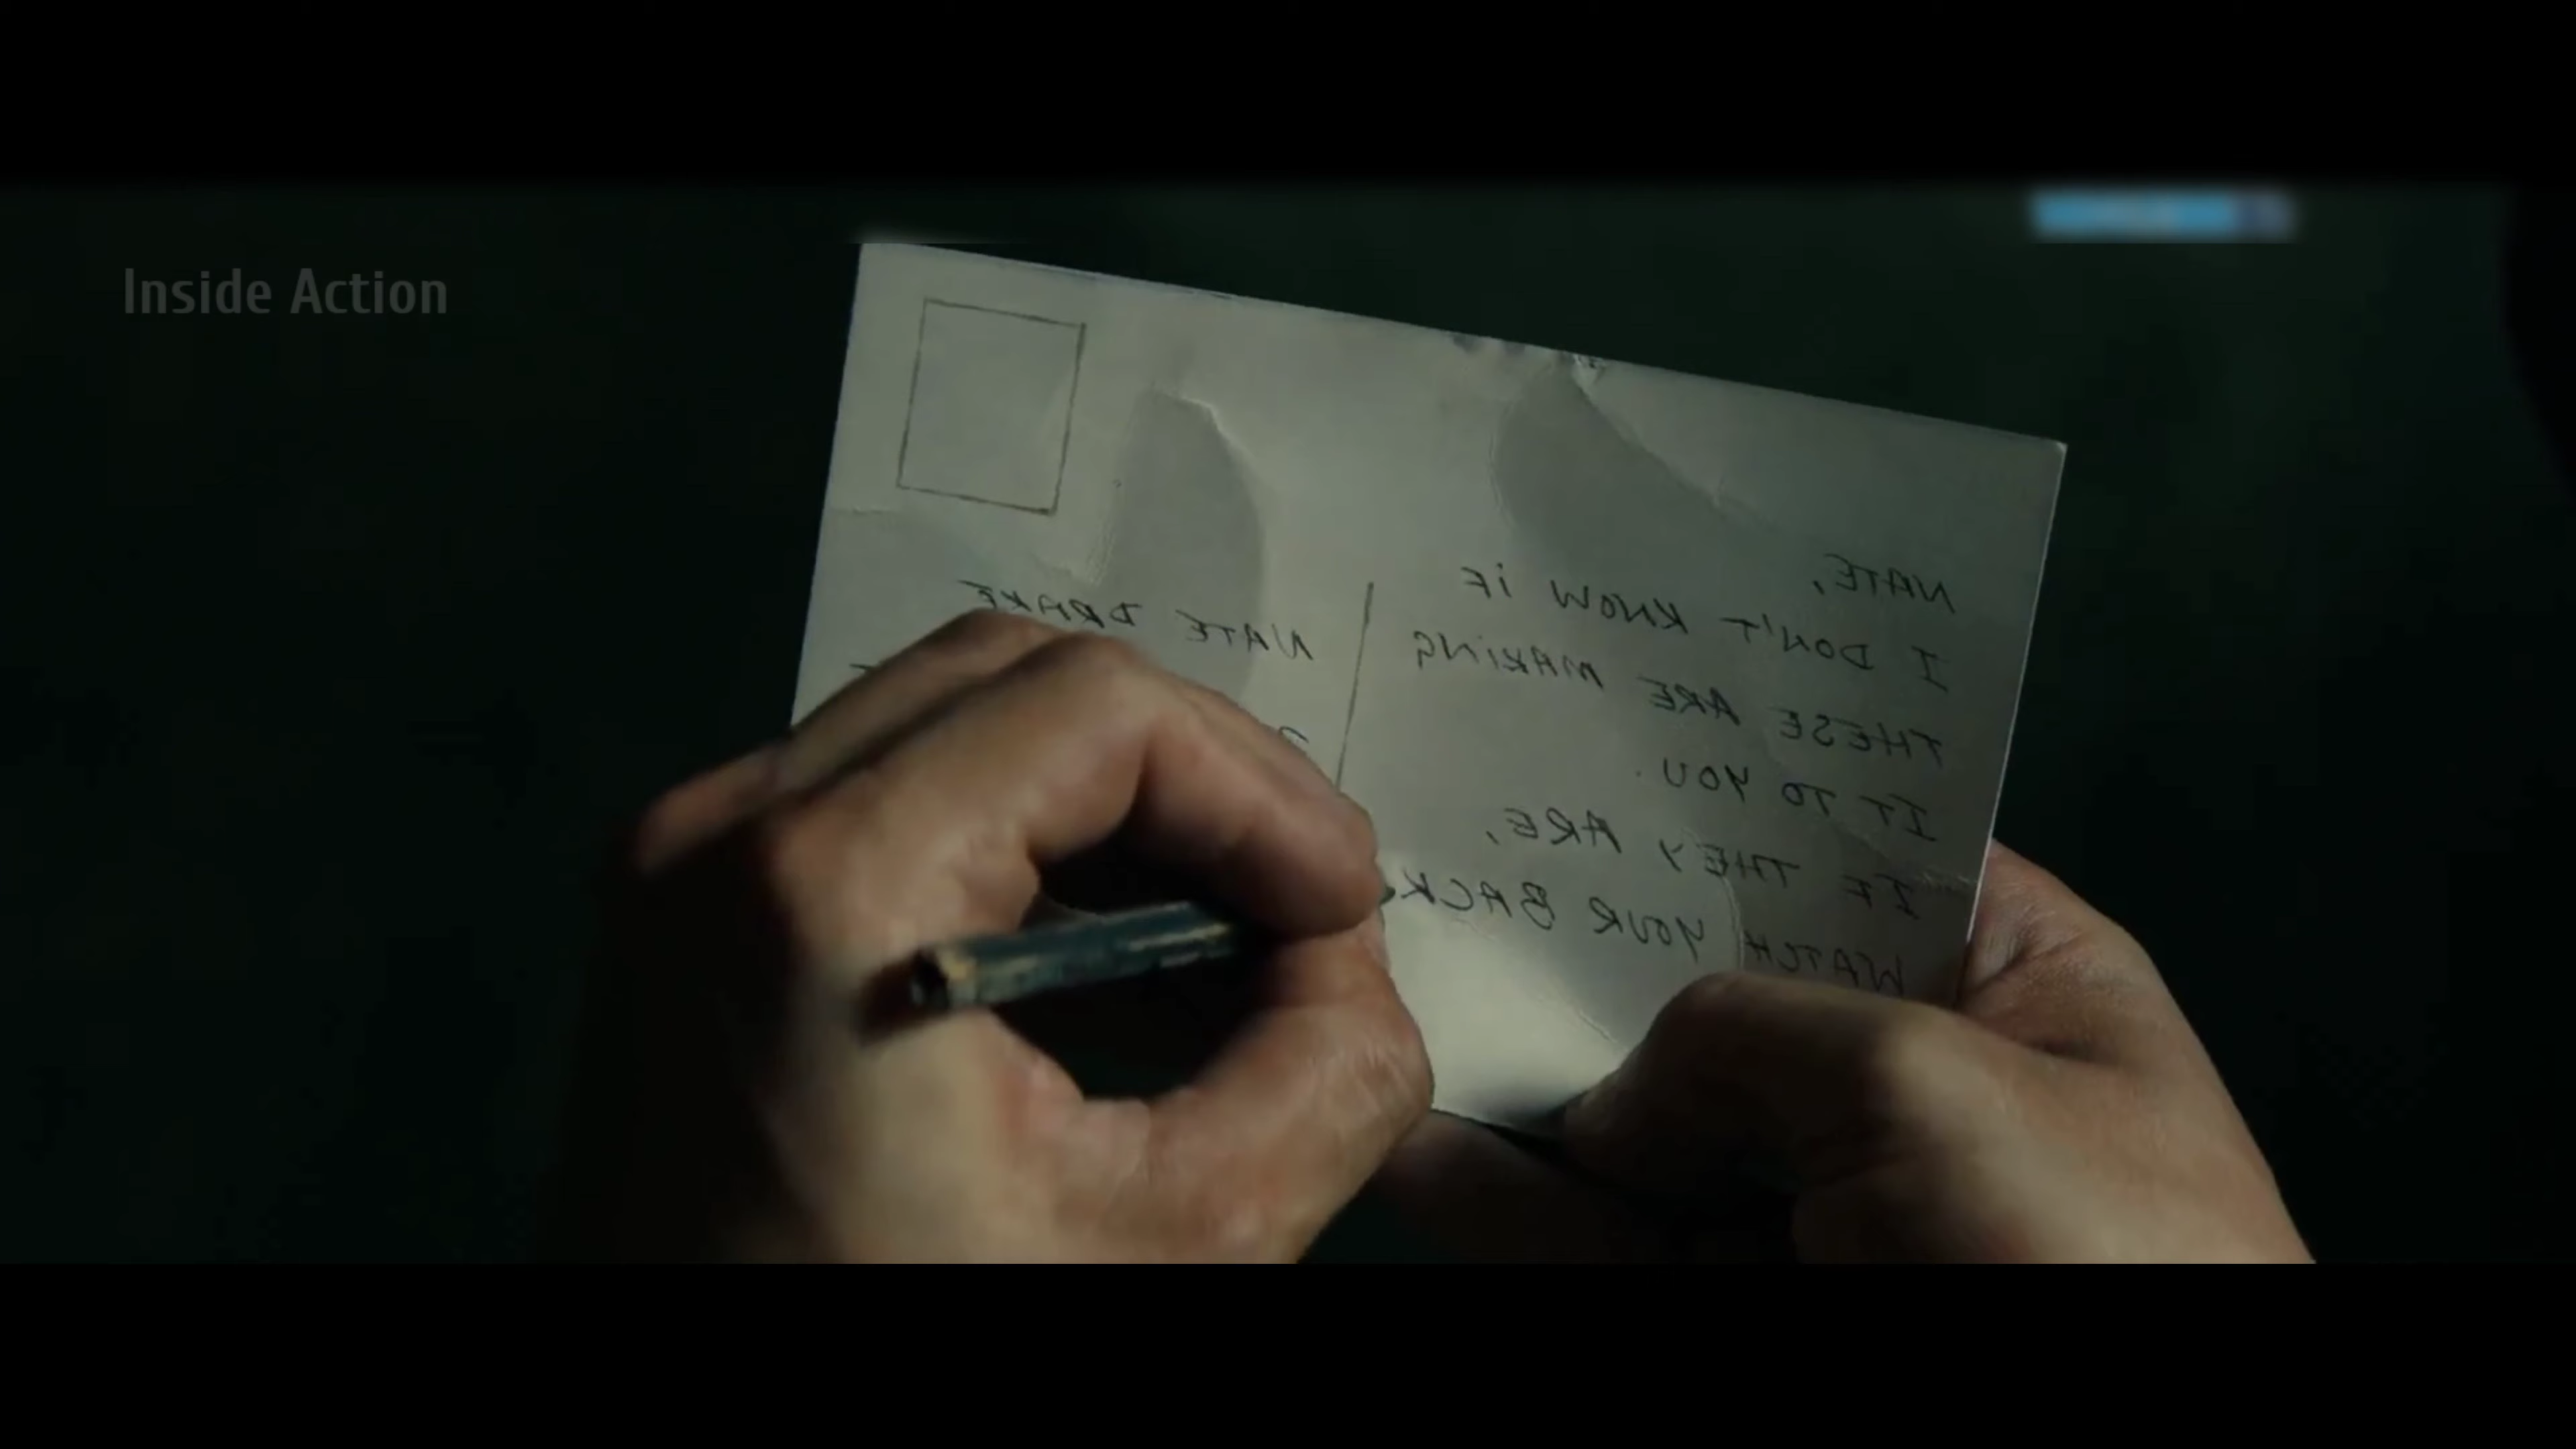 Inside Action
NATE,
I DON'T KNOW IF
THESE ARE MAKING
IT TO YOU.
IF THEY ARE,
WATCH YOUR BACK
NATE DRAKE